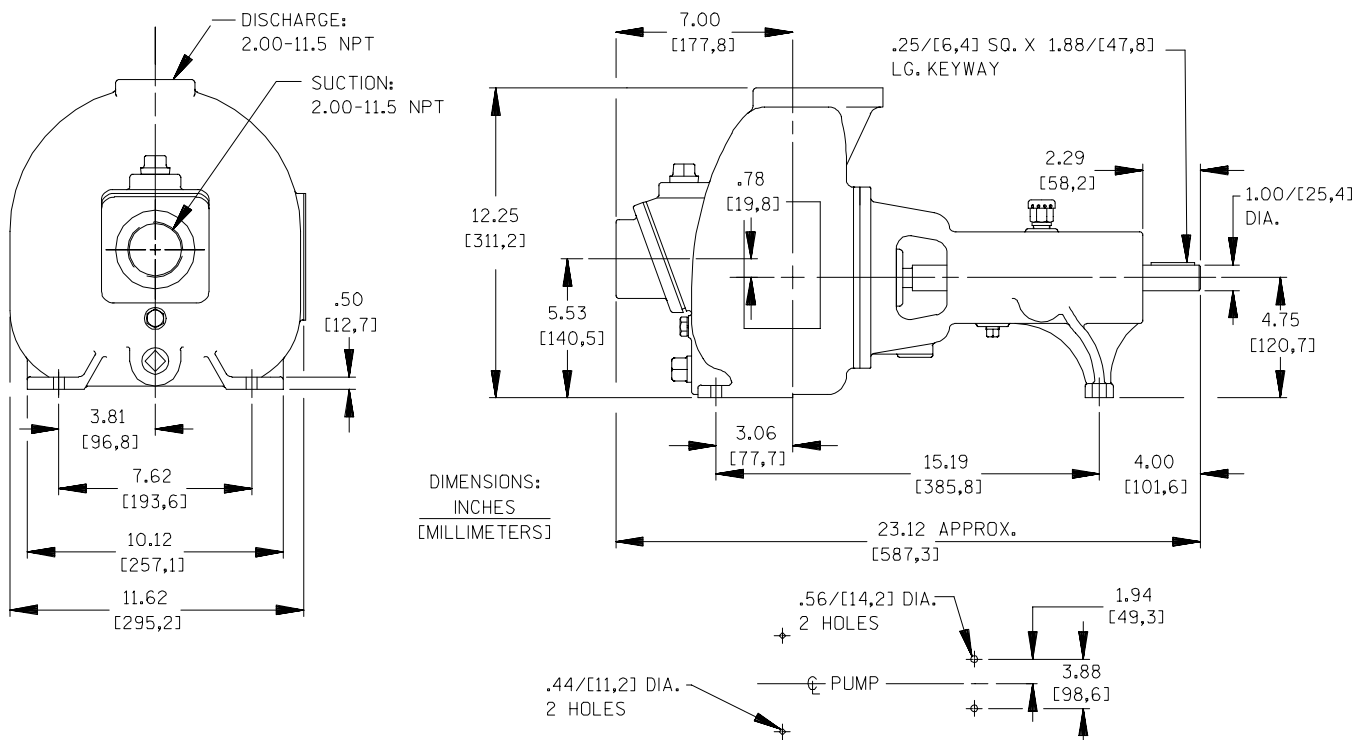 DISCHARGE:
2.00-11.5 NPT
SUCTION:
2.00-11.5 NPT
.50
[12,7]
3.81
[96,8]
7.62
[193,6]
10.12
[257,1]
11.62
[295,2]
7.00
[177,8]
.25/[6,4] SQ. X 1.88/[47,8]
LG. KEYWAY
2.29
[58,2]
1.00/[25,4]
DIA.
.78
[19,8]
12.25
[311,2]
5.53
[140,5]
4.75
[120,7]
3.06
[77,7]
15.19
[385,8]
4.00
[101,6]
23.12 APPROX.
[587,3]
DIMENSIONS:
INCHES
[MILLIMETERS]
.56/[14,2] DIA.
2 HOLES
1.94
[49,3]
℄ PUMP
3.88
[98,6]
.44/[11,2] DIA.
2 HOLES